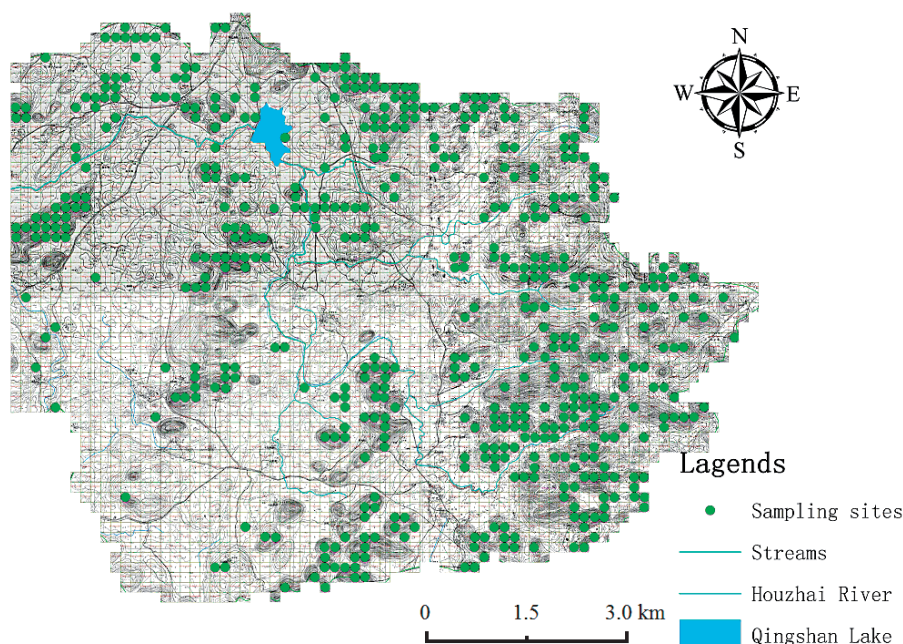 N
W E
S
Lagends
Sampling sites
Streams
Houzhai River
Qingshan Lake
0 1.5 3.0 km